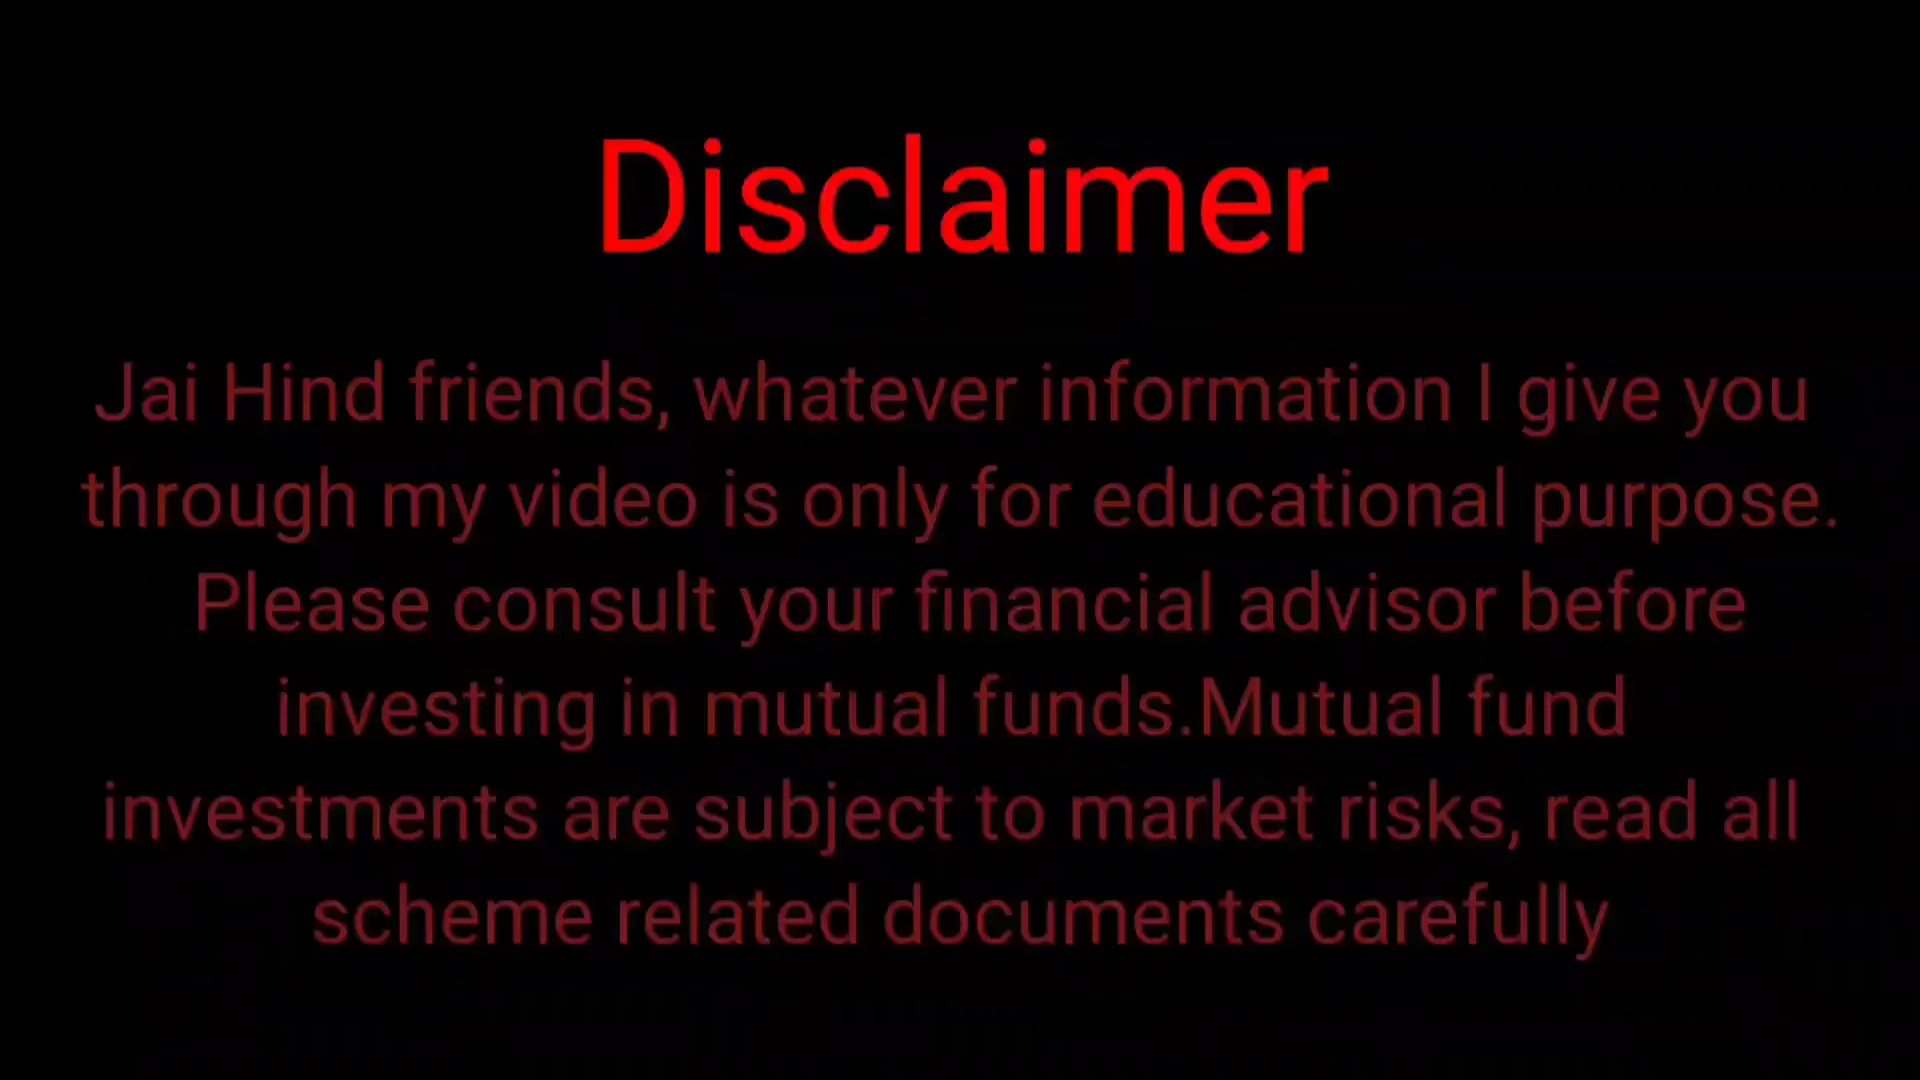 Disclaimer
Jai Hind friends, whatever information I give you
through my video is only for educational purpose.
Please consult your financial advisor before
investing in mutual funds.Mutual fund
investments are subject to market risks, read all
scheme related documents carefully